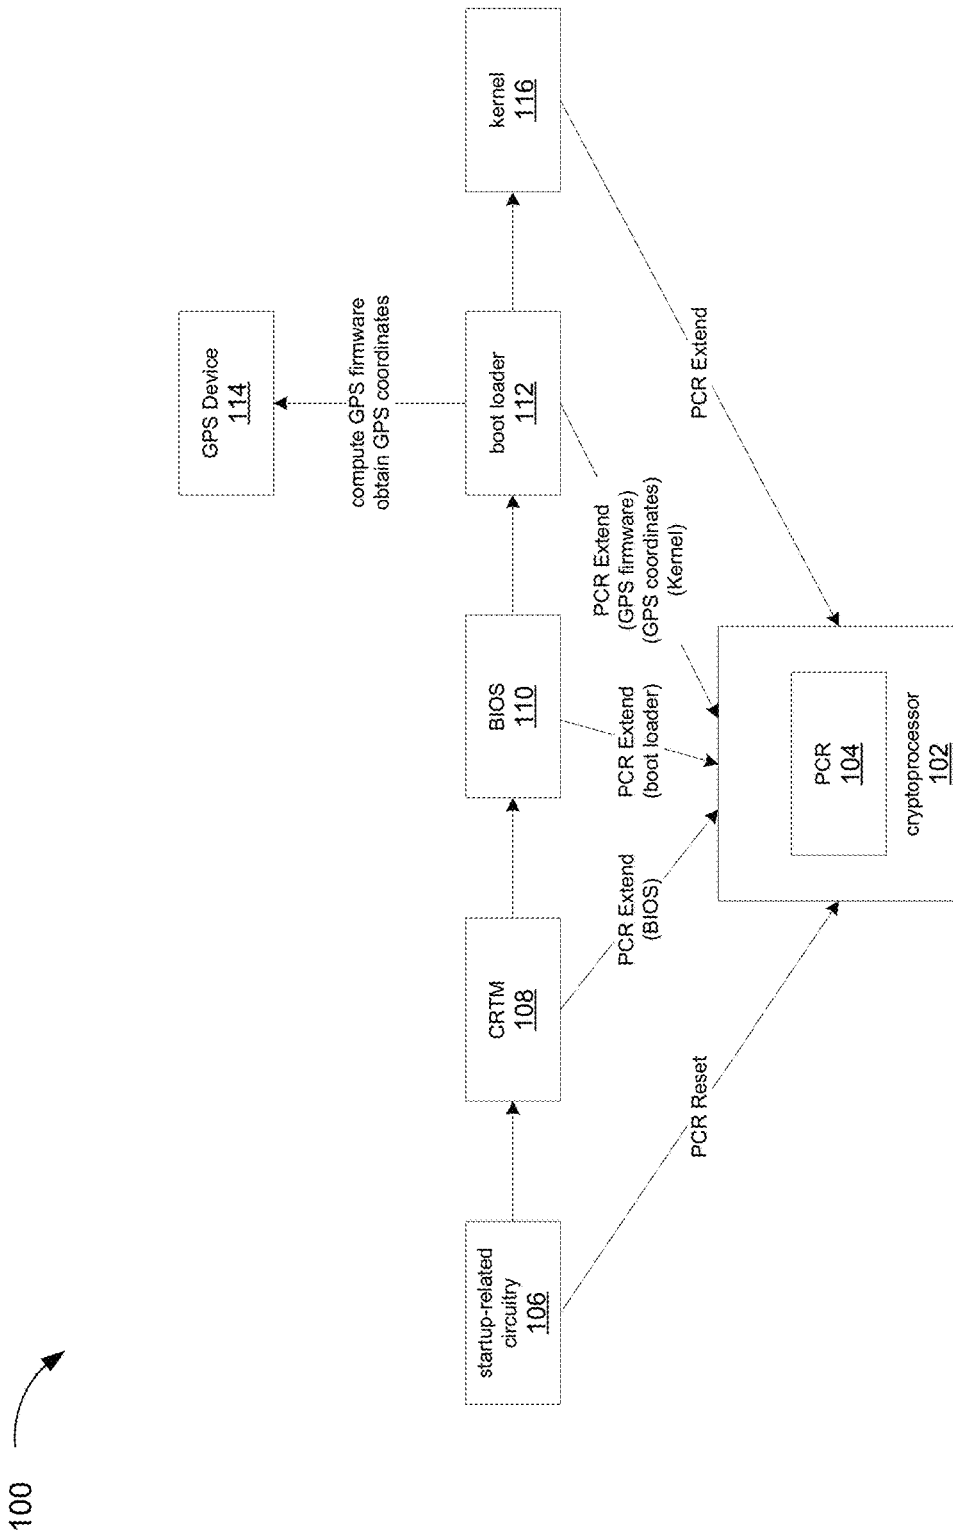 100
GPS Device
114
compute GPS firmware
obtain GPS coordinates
startup-related
circuitry
106
CRTM
108
BIOS
110
boot loader
112
kernel
116
PCR Reset
PCR Extend
(BIOS)
PCR Extend
(boot loader)
PCR Extend
(GPS firmware)
(GPS coordinates)
(Kernel)
PCR Extend
PCR
104
cryptoprocessor
102